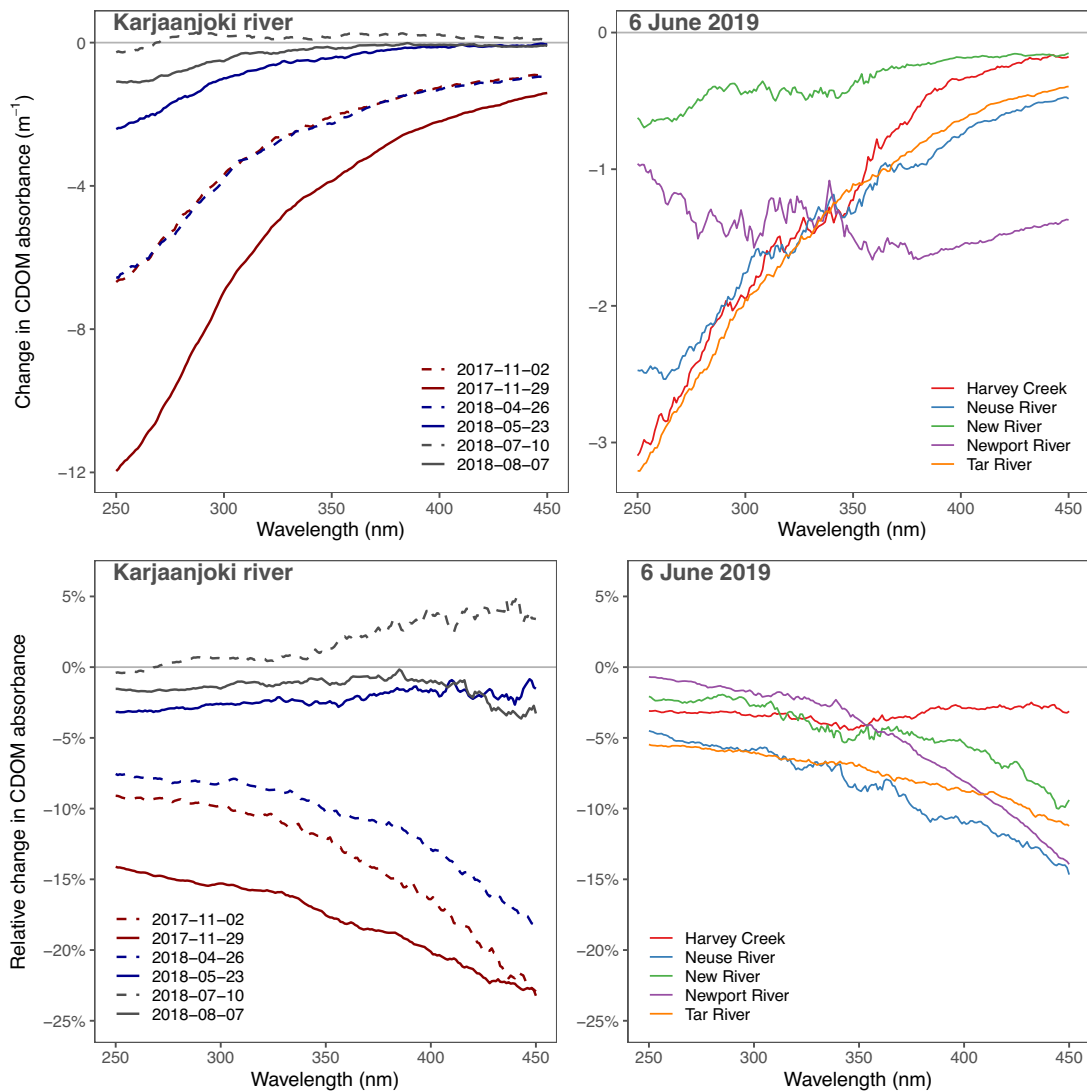 Karjaanjoki river
0
−4
−8
−12
Change in CDOM absorbance (m⁻¹)
2017−11−02
2017−11−29
2018−04−26
2018−05−23
2018−07−10
2018−08−07
250 300 350 400 450
Wavelength (nm)
6 June 2019
0
−1
−2
−3
Harvey Creek
Neuse River
New River
Newport River
Tar River
250 300 350 400 450
Wavelength (nm)
Karjaanjoki river
5%
0%
−5%
−10%
−15%
−20%
−25%
Relative change in CDOM absorbance
2017−11−02
2017−11−29
2018−04−26
2018−05−23
2018−07−10
2018−08−07
250 300 350 400 450
Wavelength (nm)
6 June 2019
5%
0%
−5%
−10%
−15%
−20%
−25%
Harvey Creek
Neuse River
New River
Newport River
Tar River
250 300 350 400 450
Wavelength (nm)